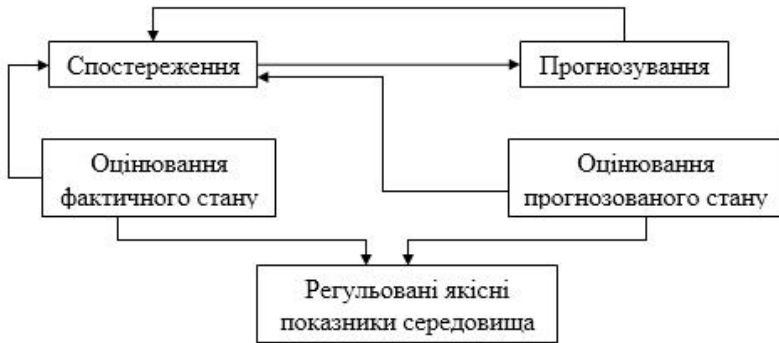 Спостереження
Прогнозування
Оцінювання
фактичного стану
Оцінювання
прогнозованого стану
Регульовані якісні
показники середовища